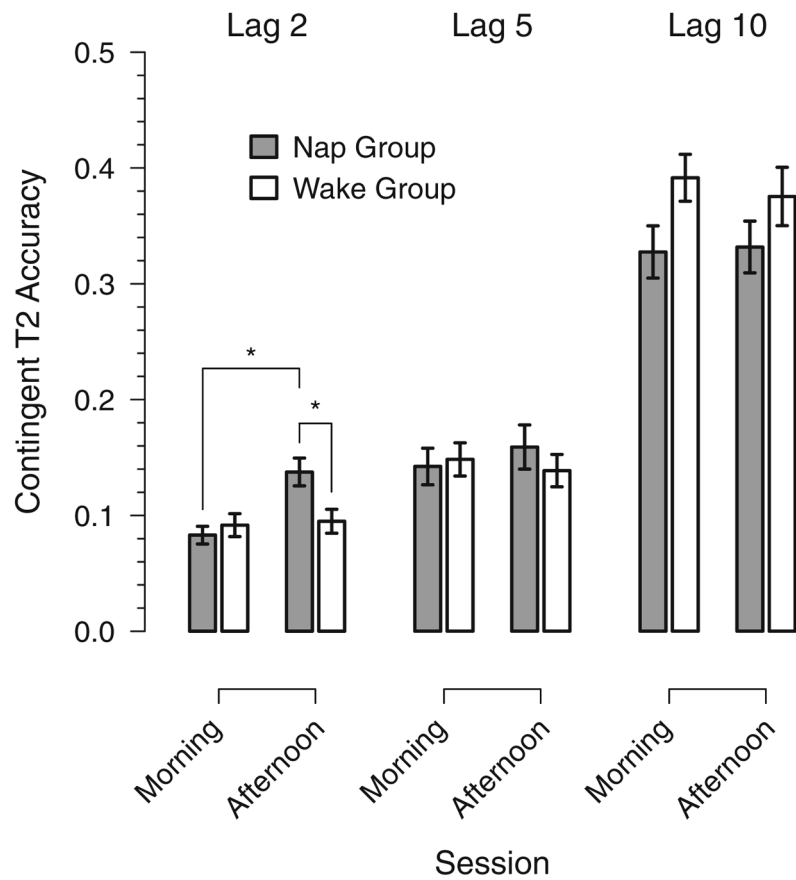 Lag 2 Lag 5 Lag 10
0.5
Nap Group
0.4
Wake Group
0.3
*
0.2
*
0.1
0.0
Contingent T2 Accuracy
Morning Afternoon Morning Afternoon Morning Afternoon
Session